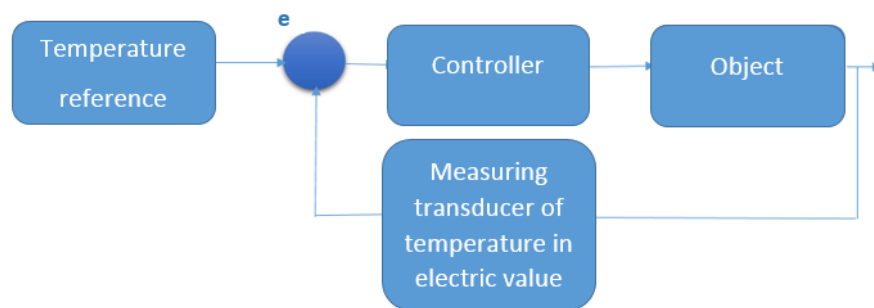 e
Temperature
reference
Controller
Object
Measuring
transducer of
temperature in
electric value